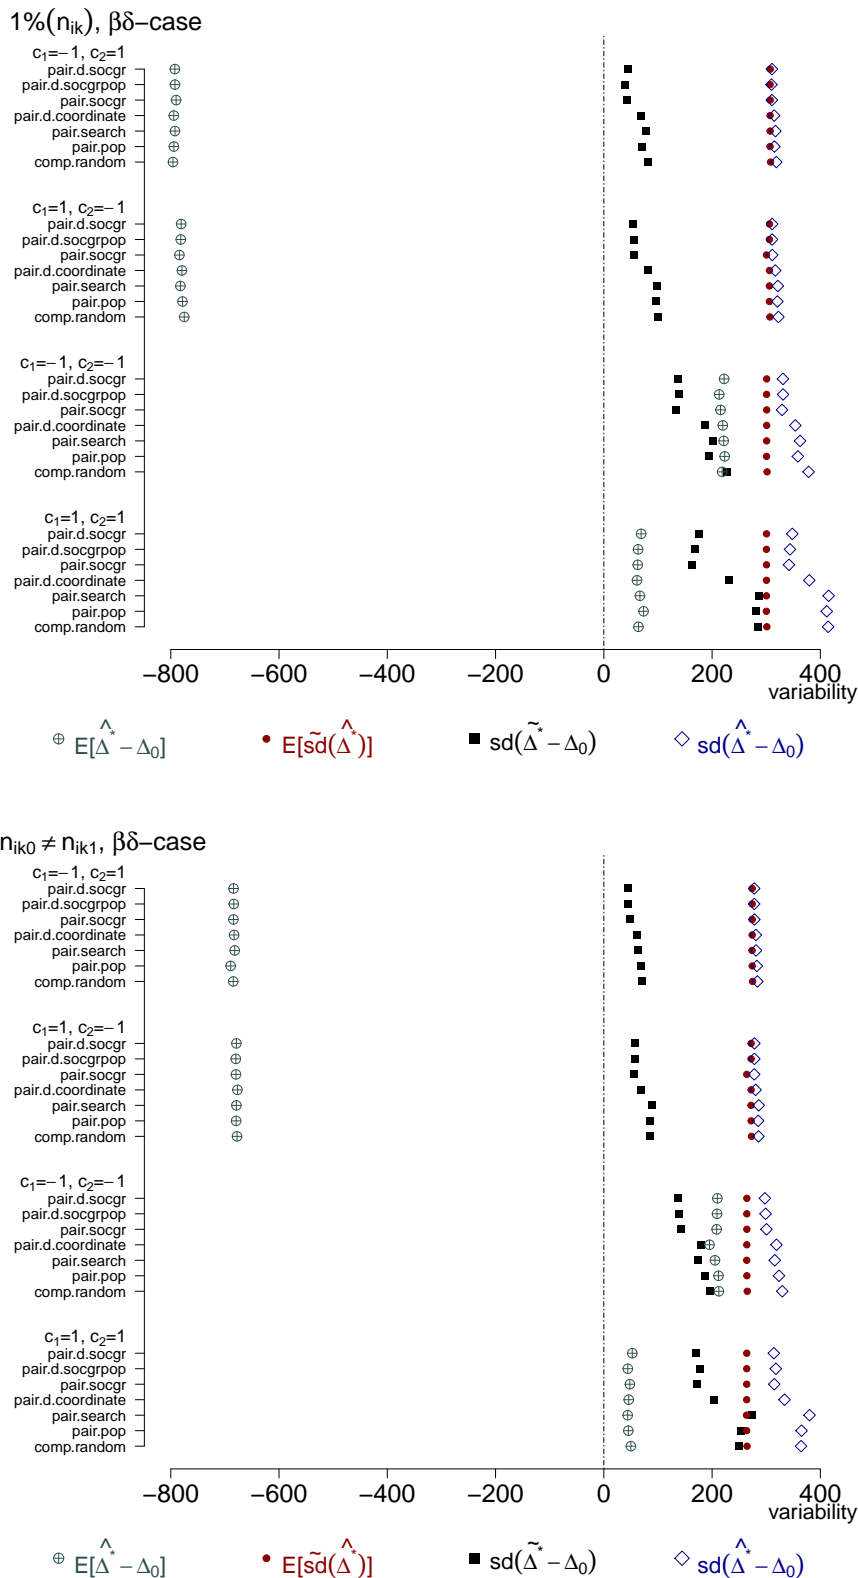 1%(nᵢₖ), βδ−case
c₁=−1, c₂=1
pair.d.socgr
pair.d.socgrpop
pair.socgr
pair.d.coordinate
pair.search
pair.pop
comp.random
c₁=1, c₂=−1
pair.d.socgr
pair.d.socgrpop
pair.socgr
pair.d.coordinate
pair.search
pair.pop
comp.random
c₁=−1, c₂=−1
pair.d.socgr
pair.d.socgrpop
pair.socgr
pair.d.coordinate
pair.search
pair.pop
comp.random
c₁=1, c₂=1
pair.d.socgr
pair.d.socgrpop
pair.socgr
pair.d.coordinate
pair.search
pair.pop
comp.random
−800 −600 −400 −200 0 200 400
variability
E[Δ̂* − Δ₀] E[s̃d(Δ̂*)] sd(Δ̃* − Δ₀) sd(Δ̂* − Δ₀)
nᵢₖ₀ ≠ nᵢₖ₁, βδ−case
c₁=−1, c₂=1
pair.d.socgr
pair.d.socgrpop
pair.socgr
pair.d.coordinate
pair.search
pair.pop
comp.random
c₁=1, c₂=−1
pair.d.socgr
pair.d.socgrpop
pair.socgr
pair.d.coordinate
pair.search
pair.pop
comp.random
c₁=−1, c₂=−1
pair.d.socgr
pair.d.socgrpop
pair.socgr
pair.d.coordinate
pair.search
pair.pop
comp.random
c₁=1, c₂=1
pair.d.socgr
pair.d.socgrpop
pair.socgr
pair.d.coordinate
pair.search
pair.pop
comp.random
−800 −600 −400 −200 0 200 400
variability
E[Δ̂* − Δ₀] E[s̃d(Δ̂*)] sd(Δ̃* − Δ₀) sd(Δ̂* − Δ₀)